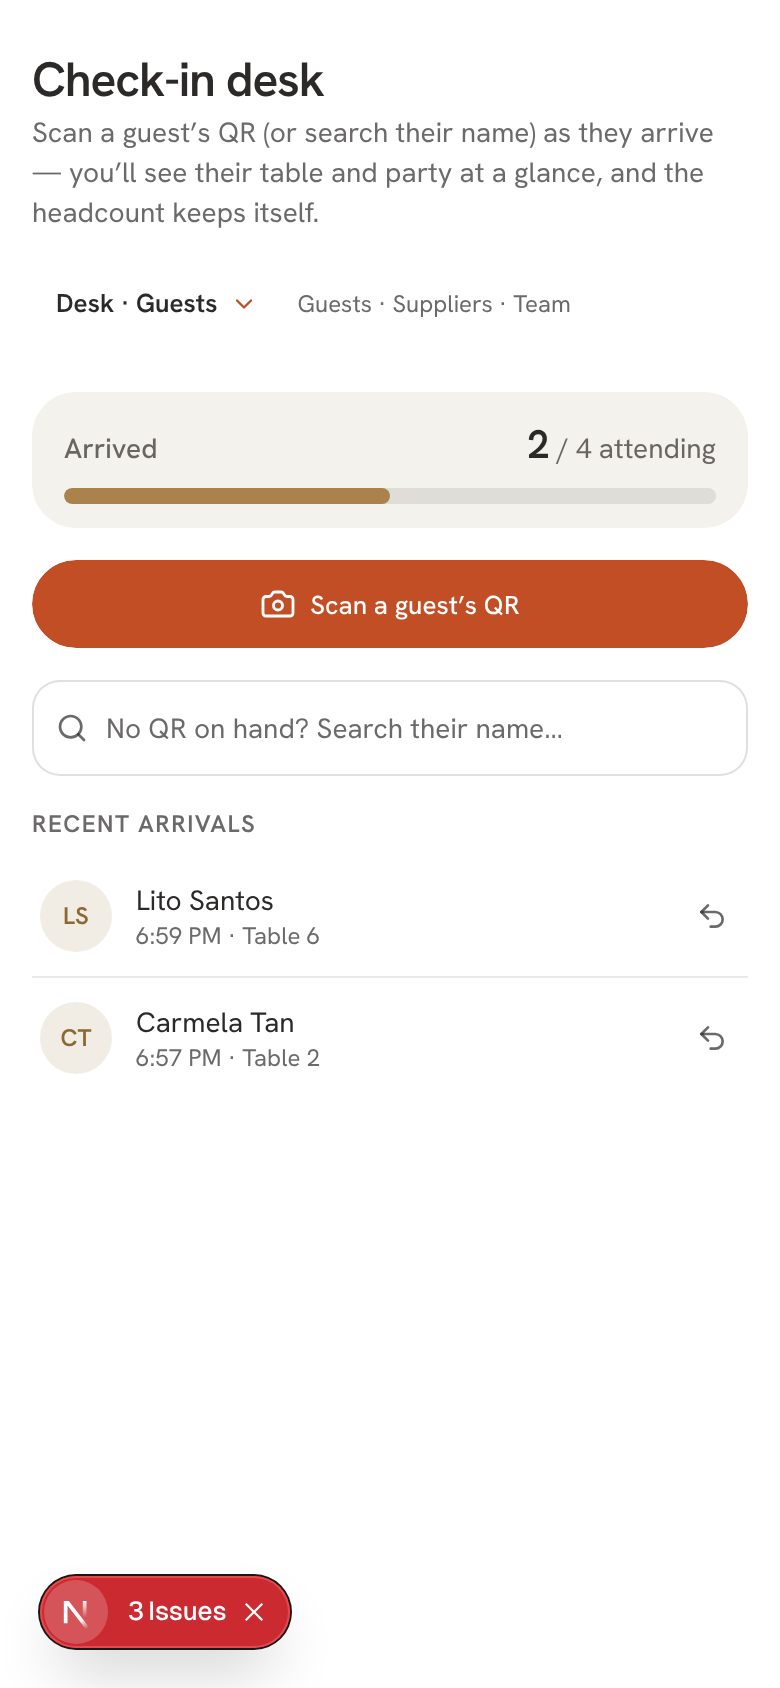 Check-in desk
Scan a guest’s QR (or search their name) as they arrive
— you’ll see their table and party at a glance, and the
headcount keeps itself.
Desk · Guests Guests · Suppliers · Team
Arrived 2 / 4 attending
Scan a guest’s QR
No QR on hand? Search their name...
RECENT ARRIVALS
LS Lito Santos
6:59 PM · Table 6
CT Carmela Tan
6:57 PM · Table 2
N 3 Issues